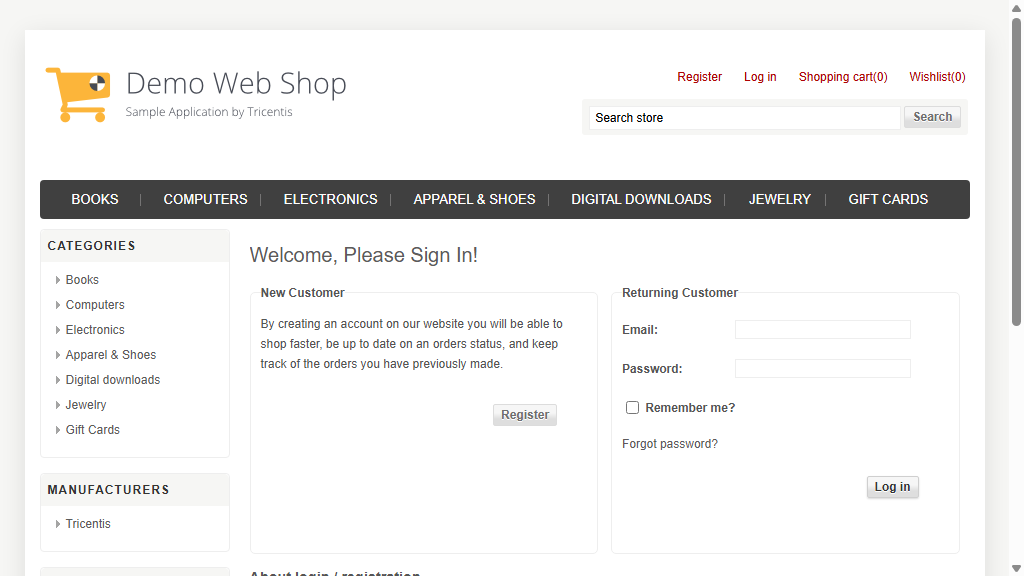 Demo Web Shop
Sample Application by Tricentis
Register Log in Shopping cart(0) Wishlist(0)
Search store Search
BOOKS COMPUTERS ELECTRONICS APPAREL & SHOES DIGITAL DOWNLOADS JEWELRY GIFT CARDS
CATEGORIES
Books
Computers
Electronics
Apparel & Shoes
Digital downloads
Jewelry
Gift Cards
MANUFACTURERS
Tricentis
Welcome, Please Sign In!
New Customer
By creating an account on our website you will be able to
shop faster, be up to date on an orders status, and keep
track of the orders you have previously made.
Register
Returning Customer
Email:
Password:
Remember me?
Forgot password?
Log in
About login / registration